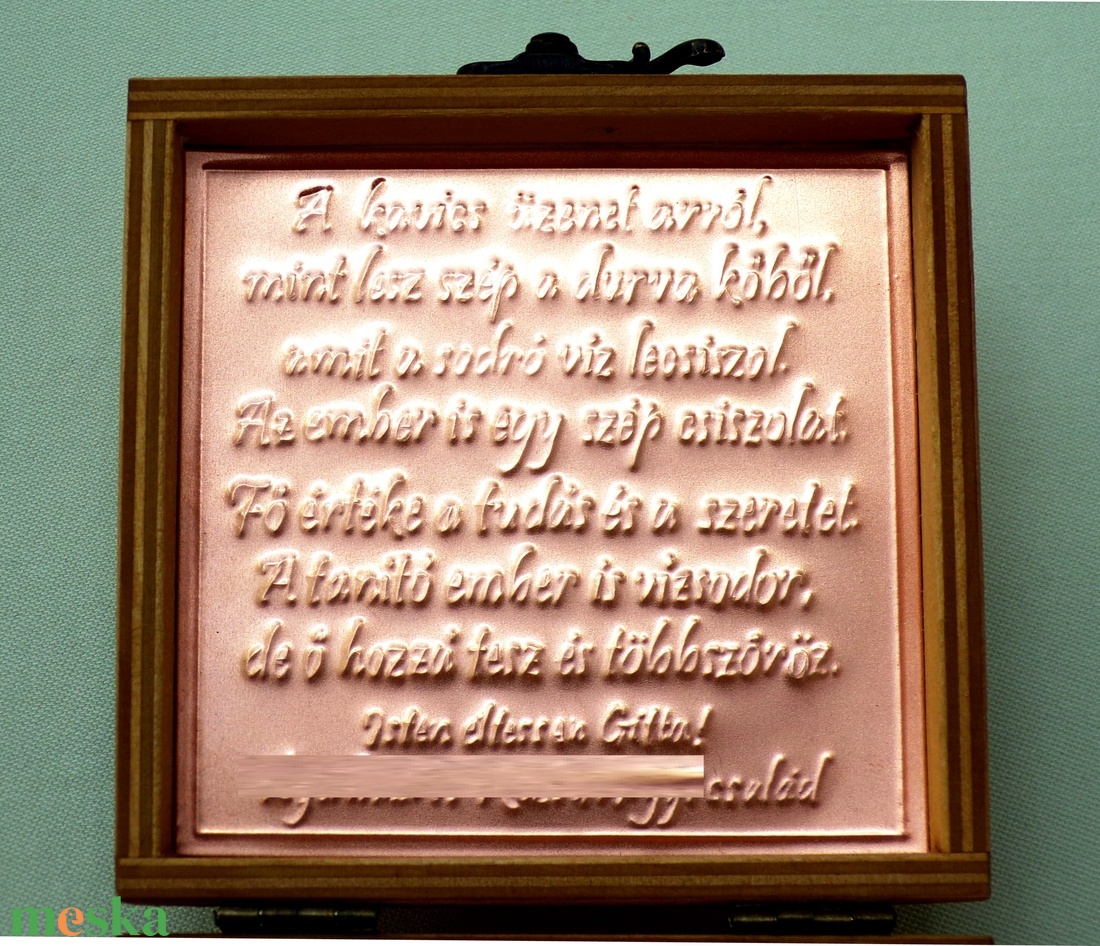 A kavics üzenet arról,
mint lesz szép a durva kőből,
amit a sodró víz lecsiszol.
Az ember is egy szép csiszolat.
Fő értéke a tudás és a szeretet.
A tanító ember is vízsodor,
de ő hozzá tesz és többszöröz.
Isten éltessen Gitta!
család
meska